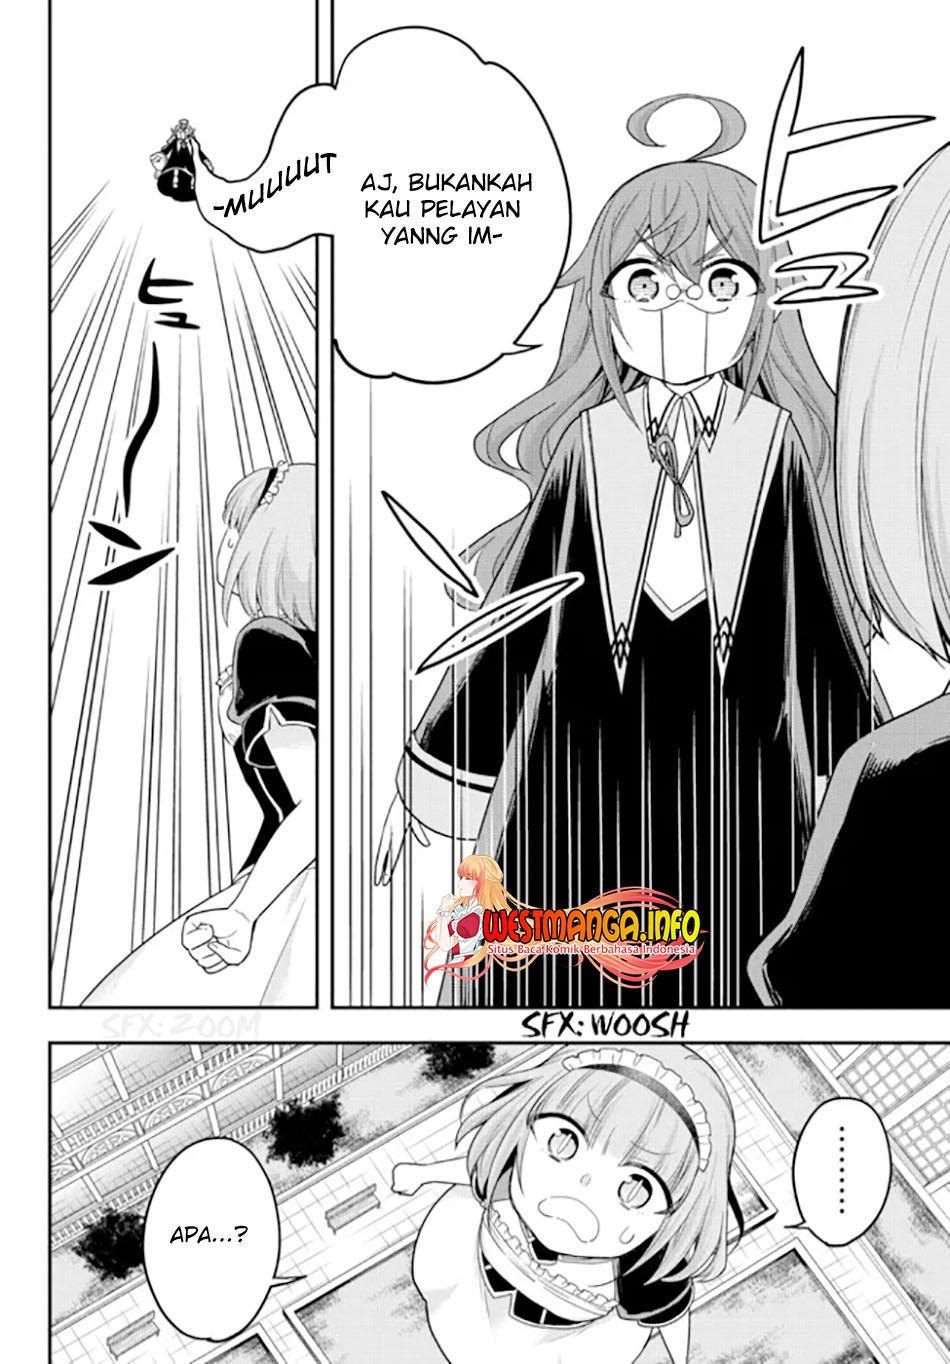 AJ, BUKANKAH
KAU PELAYAN
YANNG IM-
-MUUUUT
ヒュ
ヒュー
WESTMANGA.INFO
Situs Baca Komik Berbahasa Indonesia
SFX: ZOOM
SFX: WOOSH
.........
APA...?